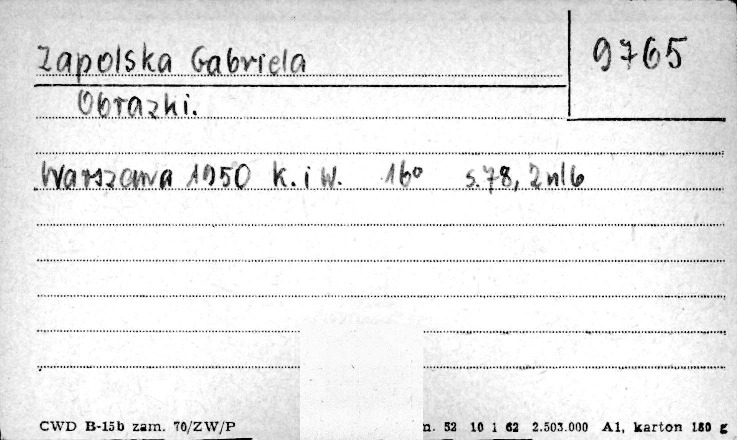 Zapolska Gabriela
9765
Obrazki.
Warszawa 1950 K. i W. 16° s.78, 2nlb
CWD B-15b zam. 70/ZW/P n. 52 10 1 62 2.503.000 A1, karton 180 g